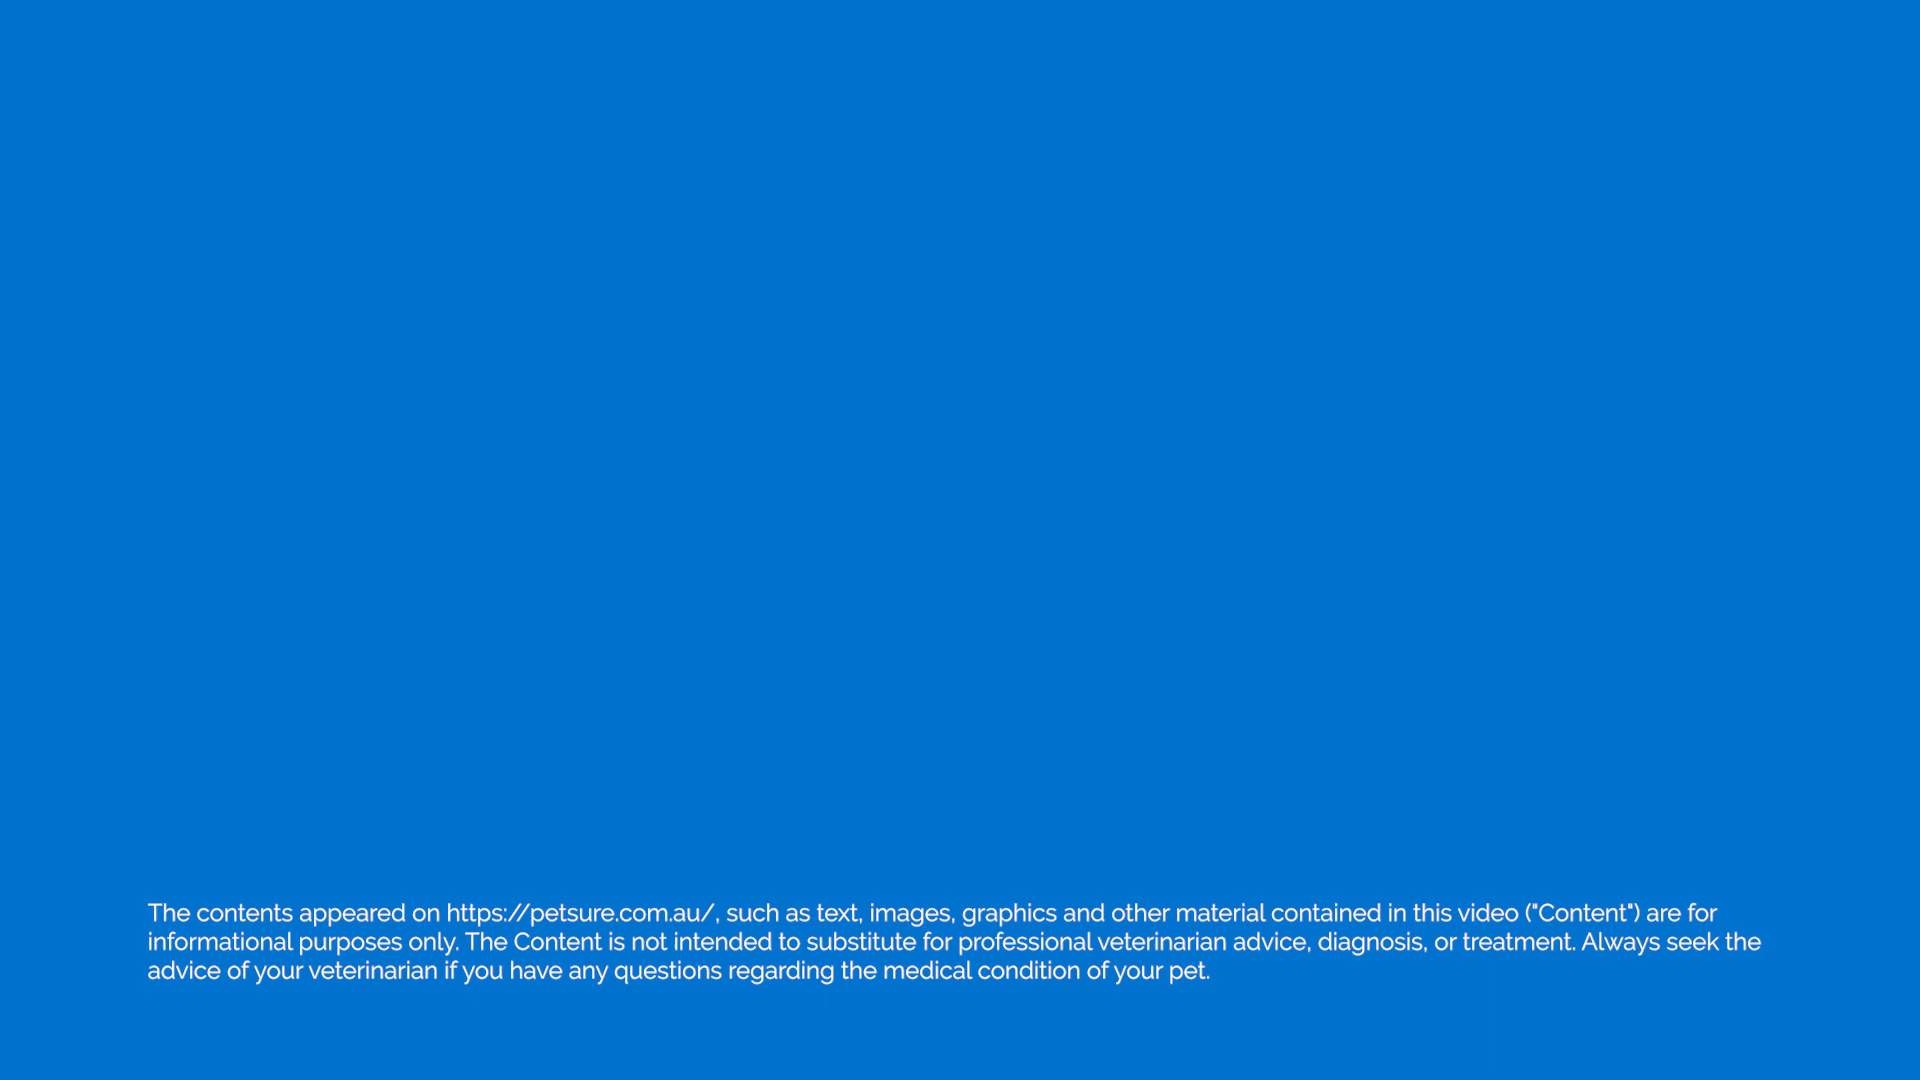 The contents appeared on https://petsure.com.au/, such as text, images, graphics and other material contained in this video ("Content") are for
informational purposes only. The Content is not intended to substitute for professional veterinarian advice, diagnosis, or treatment. Always seek the
advice of your veterinarian if you have any questions regarding the medical condition of your pet.